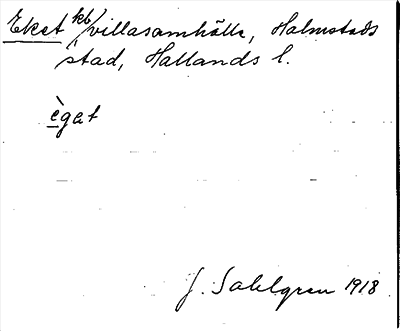 Eket kb/villasamhälle, Halmstads
stad, Hallands l.
ègat
J. Sahlgren 1918